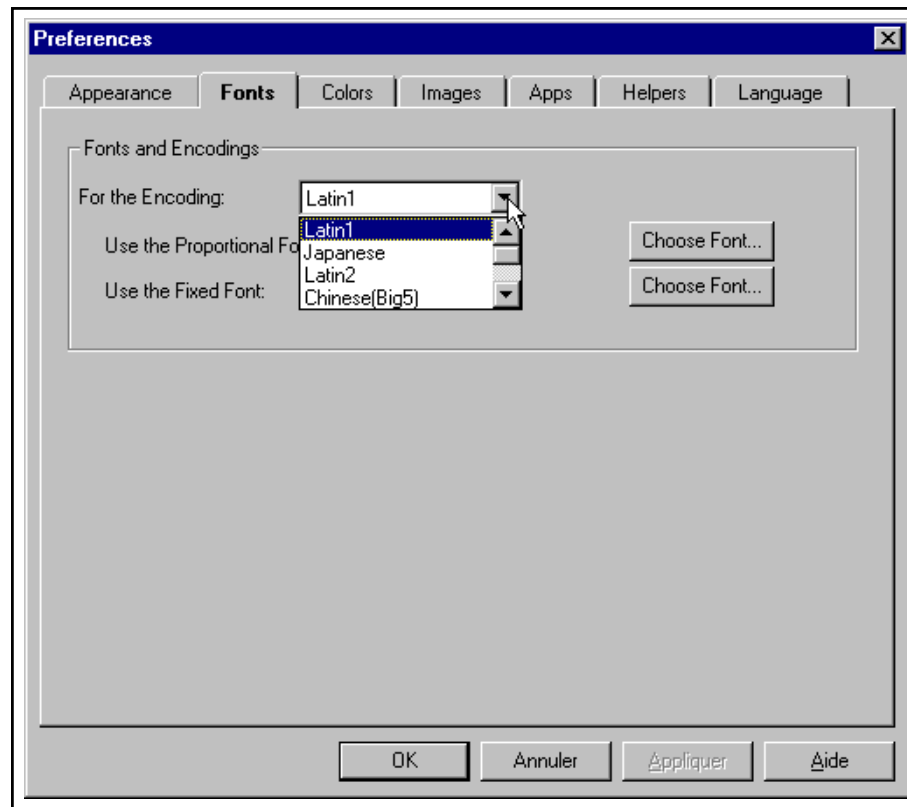 Preferences
Appearance Fonts Colors Images Apps Helpers Language
Fonts and Encodings
For the Encoding: Latin1
Latin1
Use the Proportional Fo Choose Font...
Japanese
Latin2
Use the Fixed Font: Choose Font...
Chinese(Big5)
OK Annuler Appliquer Aide